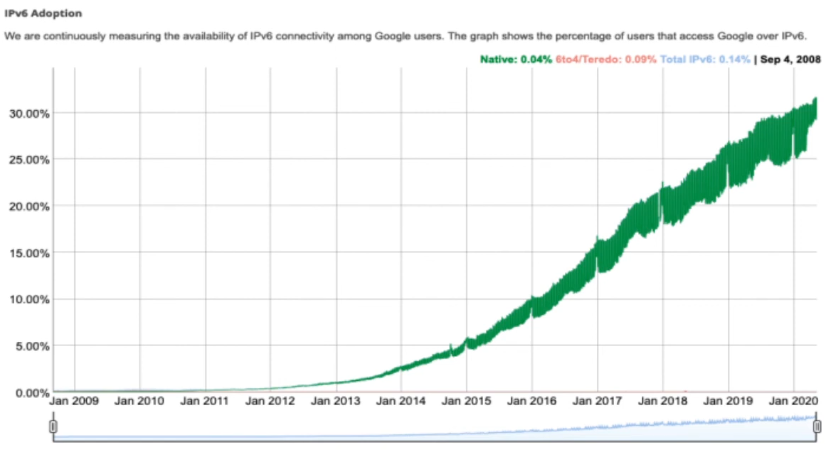 IPv6 Adoption
We are continuously measuring the availability of IPv6 connectivity among Google users. The graph shows the percentage of users that access Google over IPv6.
Native: 0.04% 6to4/Teredo: 0.09% Total IPv6: 0.14% | Sep 4, 2008
30.00%
25.00%
20.00%
15.00%
10.00%
5.00%
0.00%
Jan 2009 Jan 2010 Jan 2011 Jan 2012 Jan 2013 Jan 2014 Jan 2015 Jan 2016 Jan 2017 Jan 2018 Jan 2019 Jan 2020